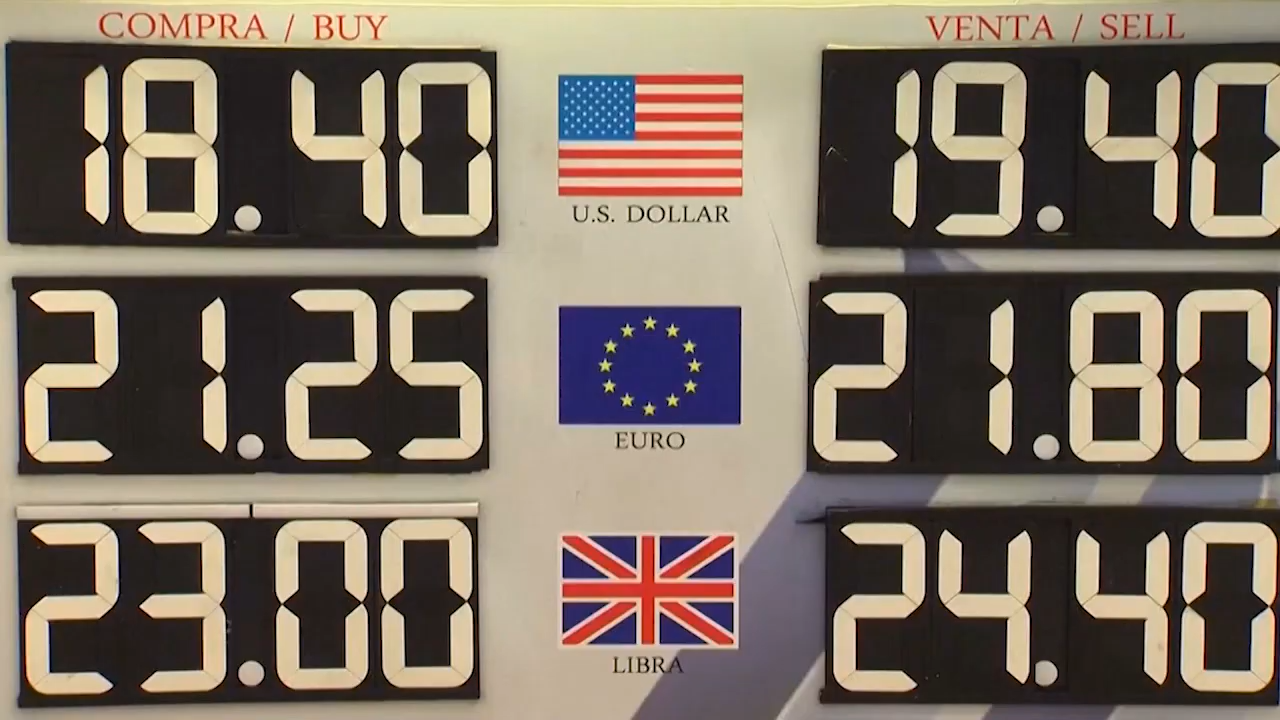 COMPRA / BUY
VENTA / SELL
18.40
U.S. DOLLAR
19.40
21.25
EURO
21.80
23.00
LIBRA
24.40